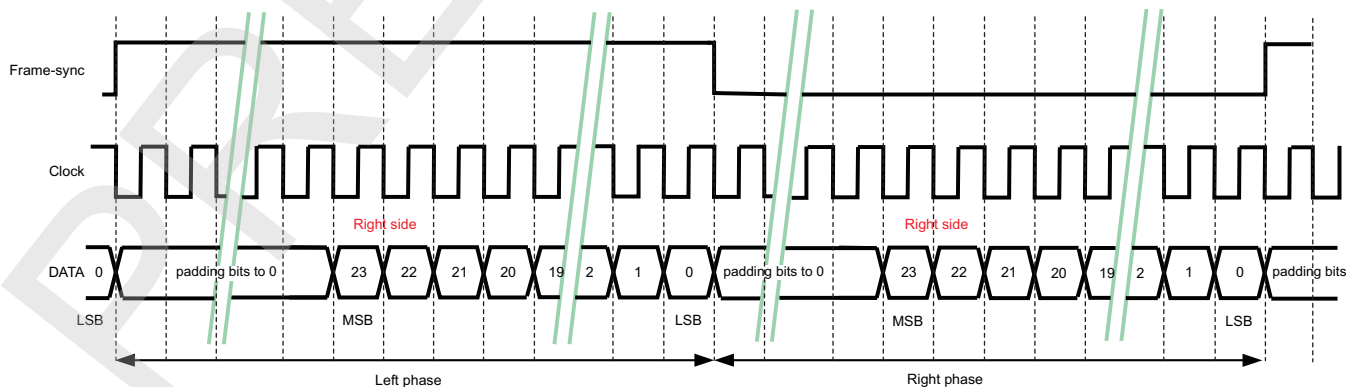 Frame-sync
Clock
Right side
Right side
DATA 0 padding bits to 0 23 22 21 20 19 2 1 0 padding bits to 0 23 22 21 20 19 2 1 0 padding bits
LSB MSB LSB MSB LSB
Left phase
Right phase
PRE